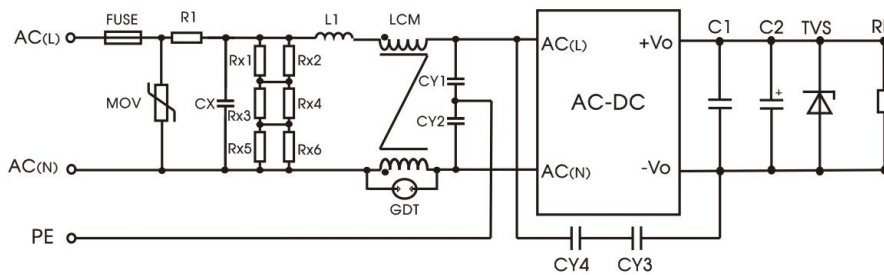 FUSE R1 L1 LCM C1 C2 TVS R
AC(L) AC(L) +Vo
Rx1 Rx2
MOV CX Rx3 Rx4 CY1 AC-DC
CY2
Rx5 Rx6
AC(N) AC(N) -Vo
GDT
PE
CY4 CY3
+